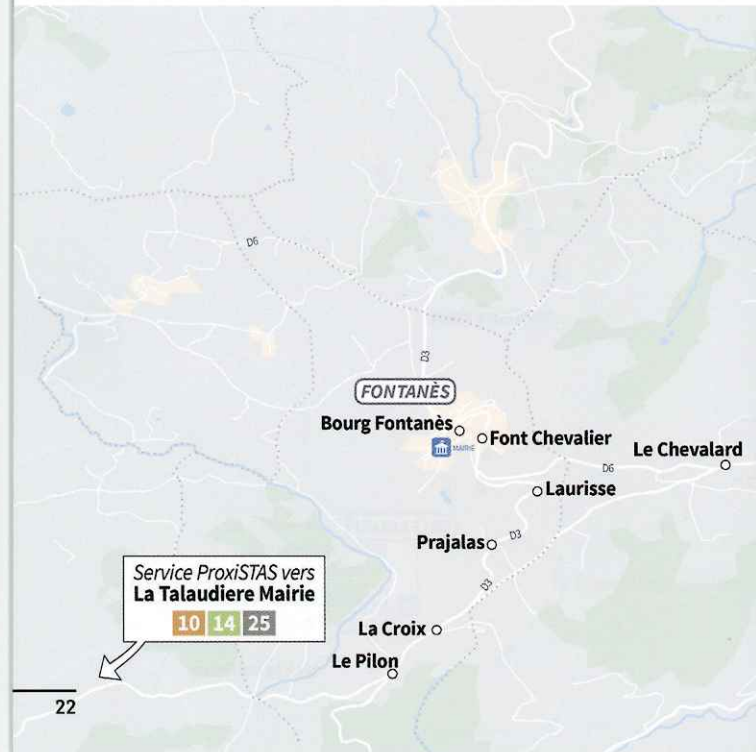 D6
D3
FONTANÈS
Bourg Fontanès
MAIRIE
Font Chevalier
Le Chevalard
D6
Laurisse
Prajalas
D3
D3
Service ProxiSTAS vers
La Talaudiere Mairie
10 14 25
La Croix
Le Pilon
22